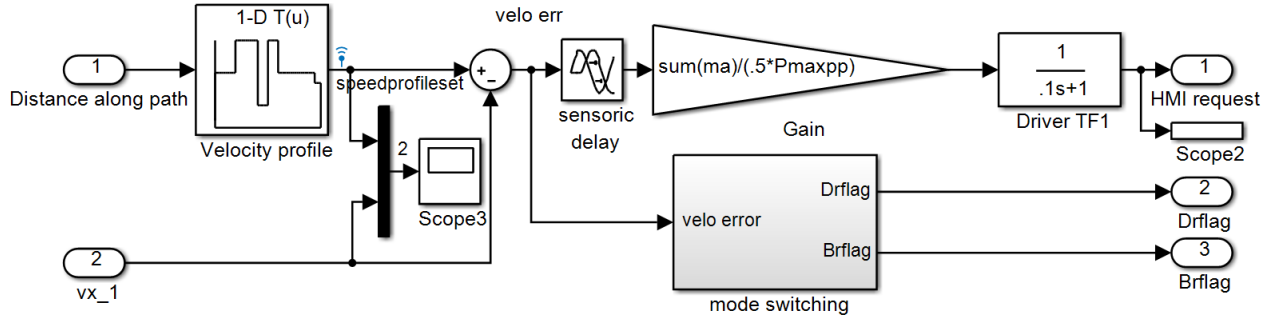 velo err
1-D T(u)
1
Distance along path
Velocity profile
speedprofileset
+
−
sensoric
delay
sum(ma)/(.5*Pmaxpp)
Gain
1
.1s+1
Driver TF1
1
HMI request
Scope2
2
Scope3
velo error
Drflag
Brflag
mode switching
2
Drflag
3
Brflag
2
vx_1